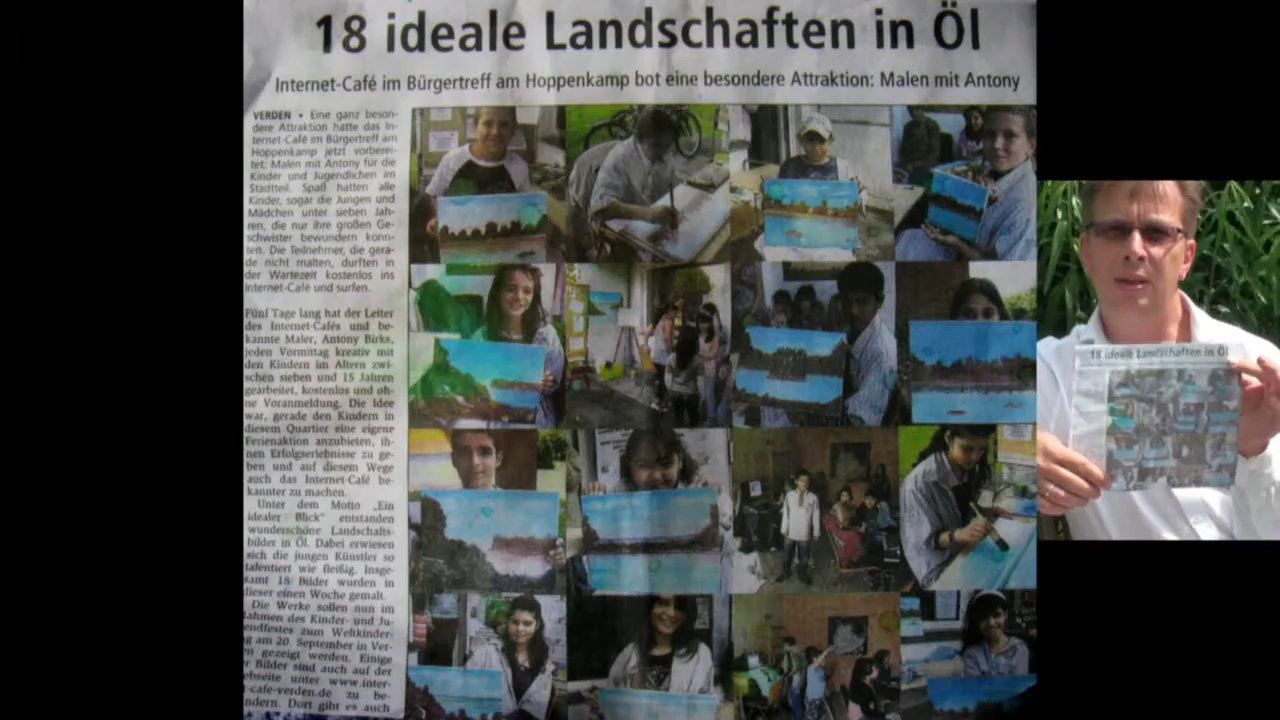 18 ideale Landschaften in Öl
Internet-Café im Bürgertreff am Hoppenkamp bot eine besondere Attraktion: Malen mit Antony
VERDEN • Eine ganz beson-
dere Attraktion hatte das In-
ternet-Café im Bürgertreff am
Hoppenkamp jetzt vorberei-
tet: Malen mit Antony für die
Kinder und Jugendlichen im
Stadtteil. Spaß hatten alle
Kinder, sogar die Jungen und
Mädchen unter sieben Jah-
ren, die nur ihre großen Ge-
schwister bewundern konn-
ten. Die Teilnehmer, die gera-
de nicht malten, durften in
der Wartezeit kostenlos ins
Internet-Café und surfen.
Fünf Tage lang hat der Leiter
des Internet-Cafés und be-
kannte Maler, Antony Birks,
jeden Vormittag kreativ mit
den Kindern im Altern zwi-
schen sieben und 15 Jahren
gearbeitet, kostenlos und oh-
ne Voranmeldung. Die Idee
war, gerade den Kindern in
diesem Quartier eine eigene
Ferienaktion anzubieten, ih-
nen Erfolgserlebnisse zu ge-
ben und auf diesem Wege
auch das Internet-Café be-
kannter zu machen.
Unter dem Motto „Ein
idealer Blick“ entstanden
wunderschöne Landschafts-
bilder in Öl. Dabei erwiesen
sich die jungen Künstler so
talentiert wie fleißig. Insge-
samt 18 Bilder wurden in
dieser einen Woche gemalt.
Die Werke sollen nun im
ahmen des Kinder- und Ju-
endfestes zum Weltkinder-
g am 20. September in Ver-
n gezeigt werden. Einige
r Bilder sind auch auf der
ebseite unter www.inter-
t-cafe-verden.de zu be-
ndern. Dort gibt es auch
18 ideale Landschaften in Öl